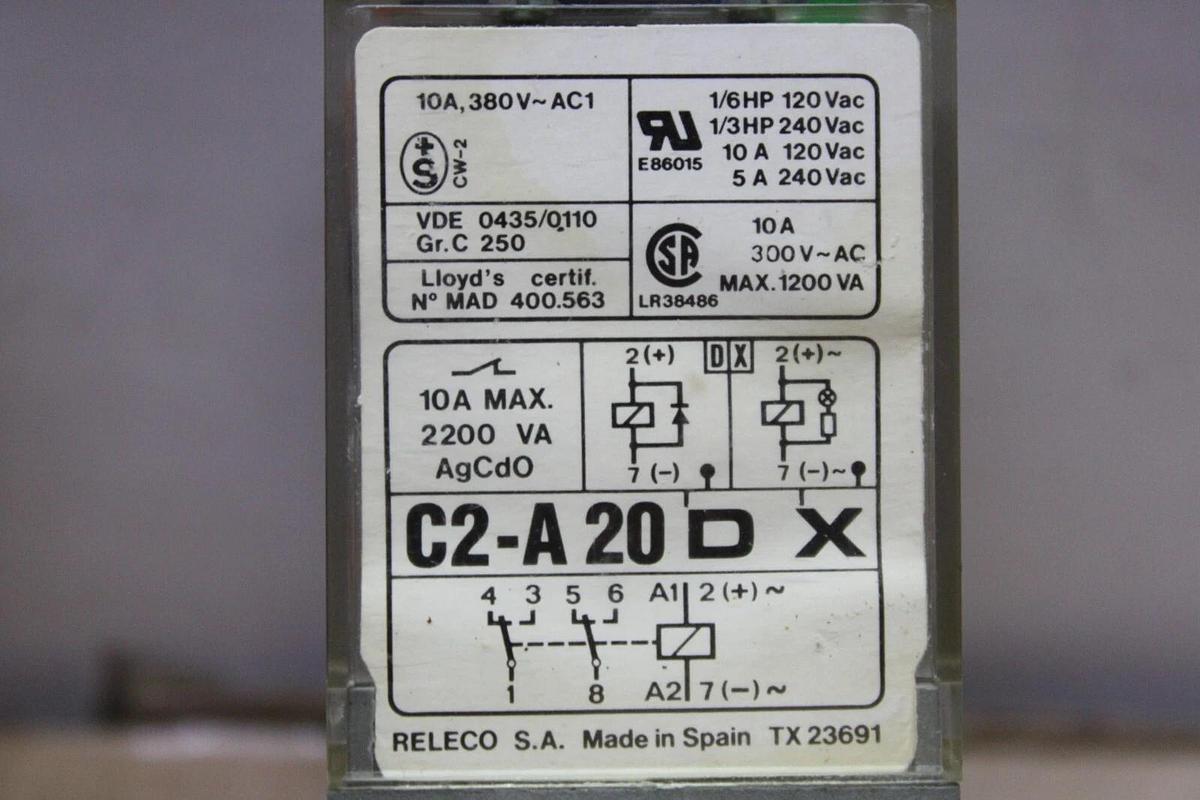 10A, 380V~ AC1
+S CW-2
VDE 0435/0110
Gr.C 250
Lloyd's certif.
Nº MAD 400.563
RU
E86015
1/6HP 120Vac
1/3HP 240Vac
10 A 120Vac
5 A 240Vac
SA
LR38486
10A
300V~AC
MAX.1200 VA
10A MAX.
2200 VA
AgCdO
2(+) D X 2(+)~
7(-) 7(-)~
C2-A 20 D X
4 3 5 6 A1 2(+)~
1 8 A2 7(-)~
RELECO S.A. Made in Spain TX 23691